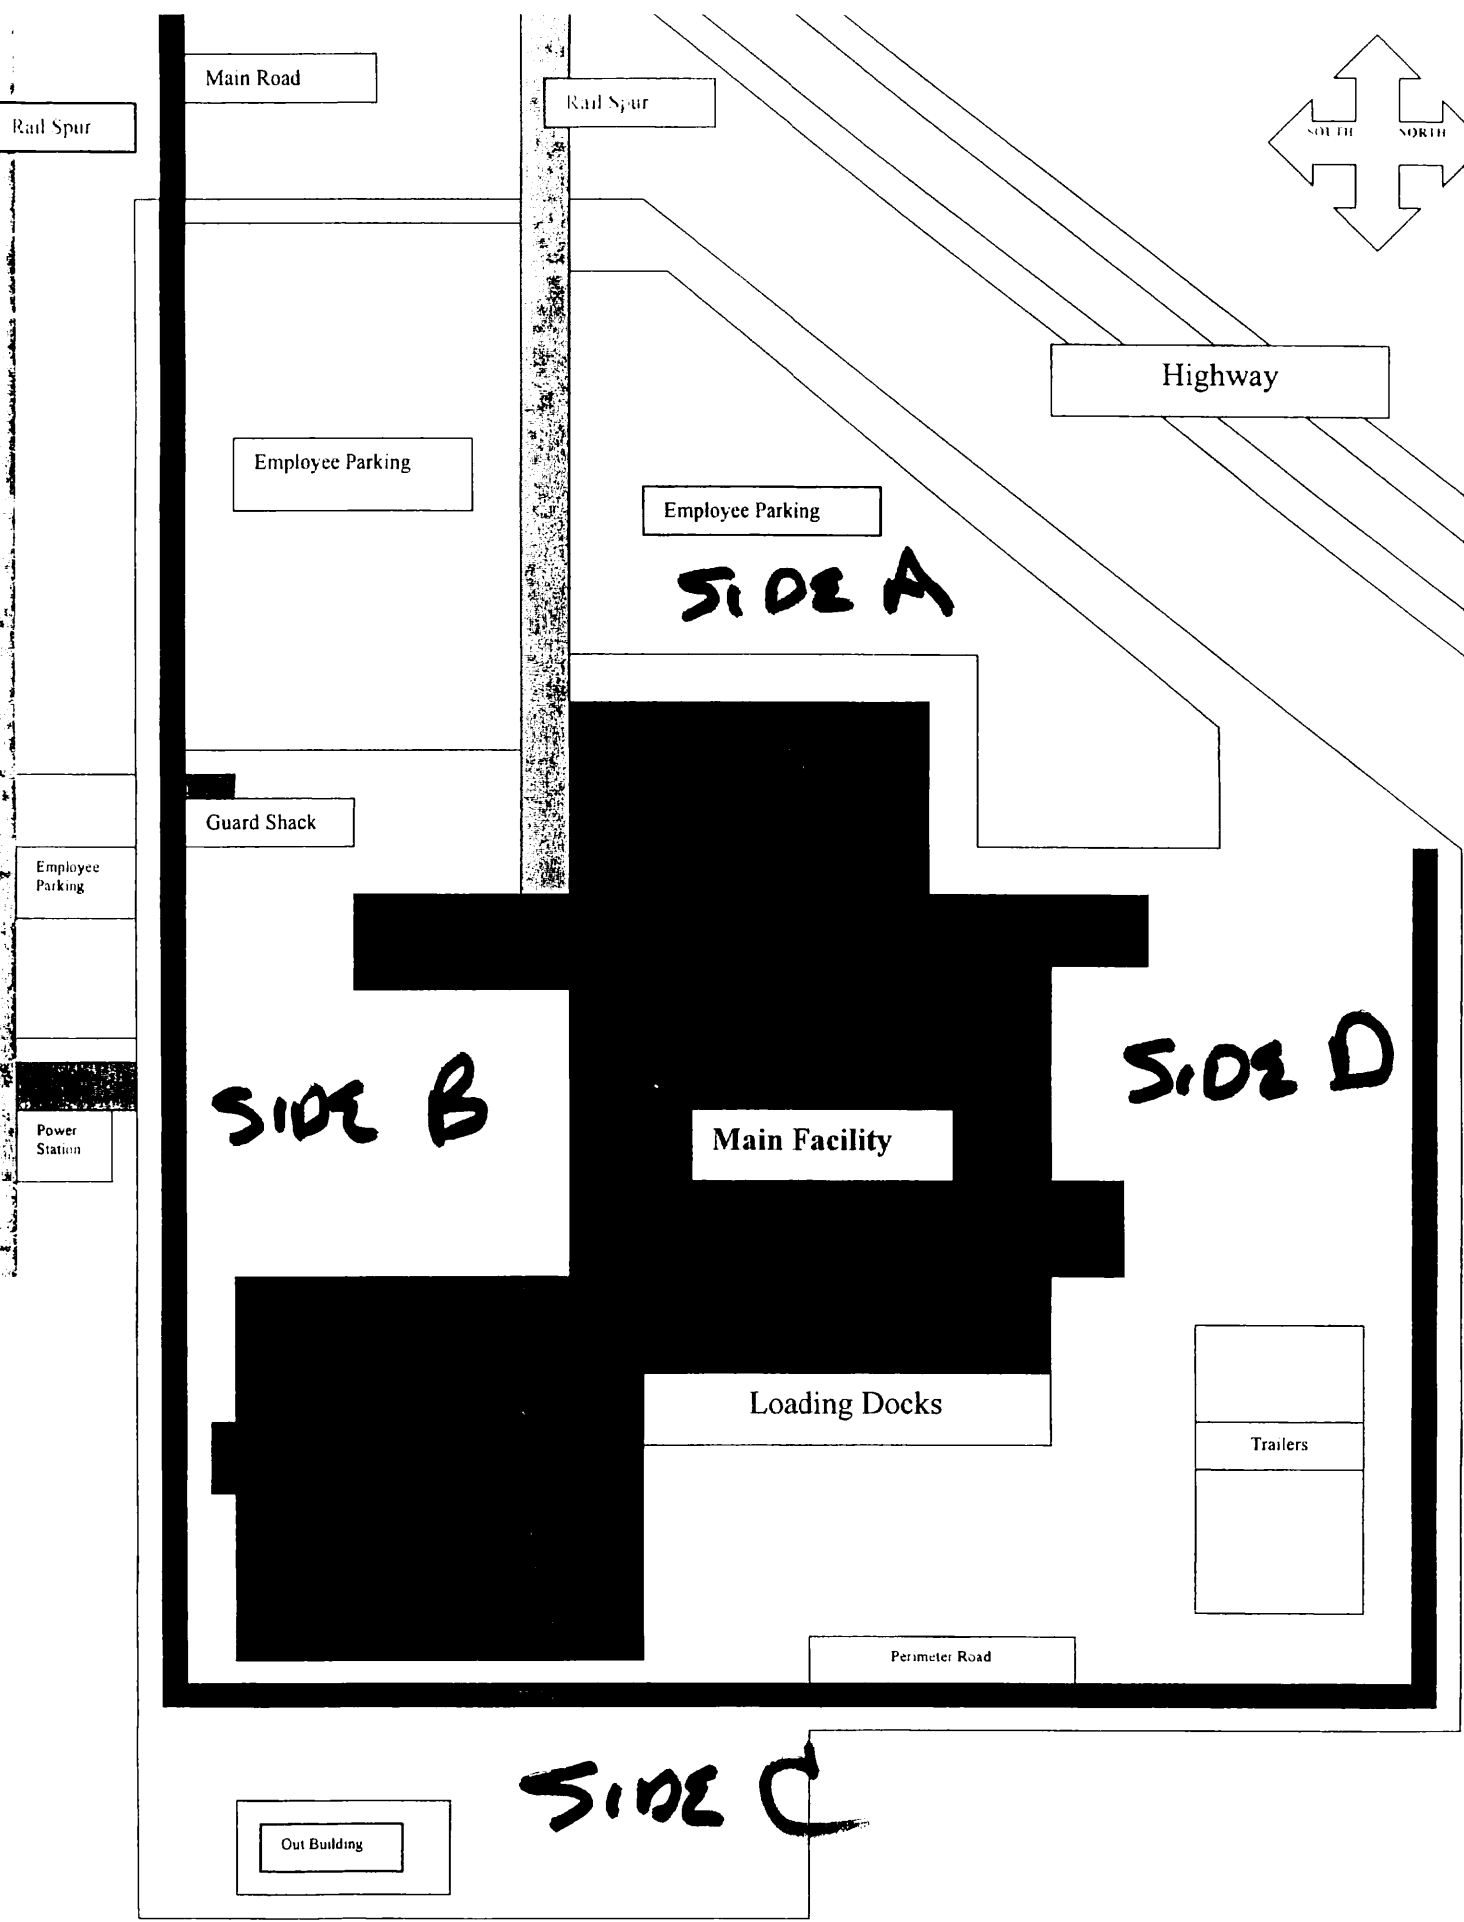 Main Road
Rail Spur
Rail Spur
SOUTH NORTH
Highway
Employee Parking
Employee Parking
SIDE A
Guard Shack
Employee
Parking
SIDE D
SIDE B
Power
Station
Main Facility
Loading Docks
Trailers
Perimeter Road
SIDE C
Out Building